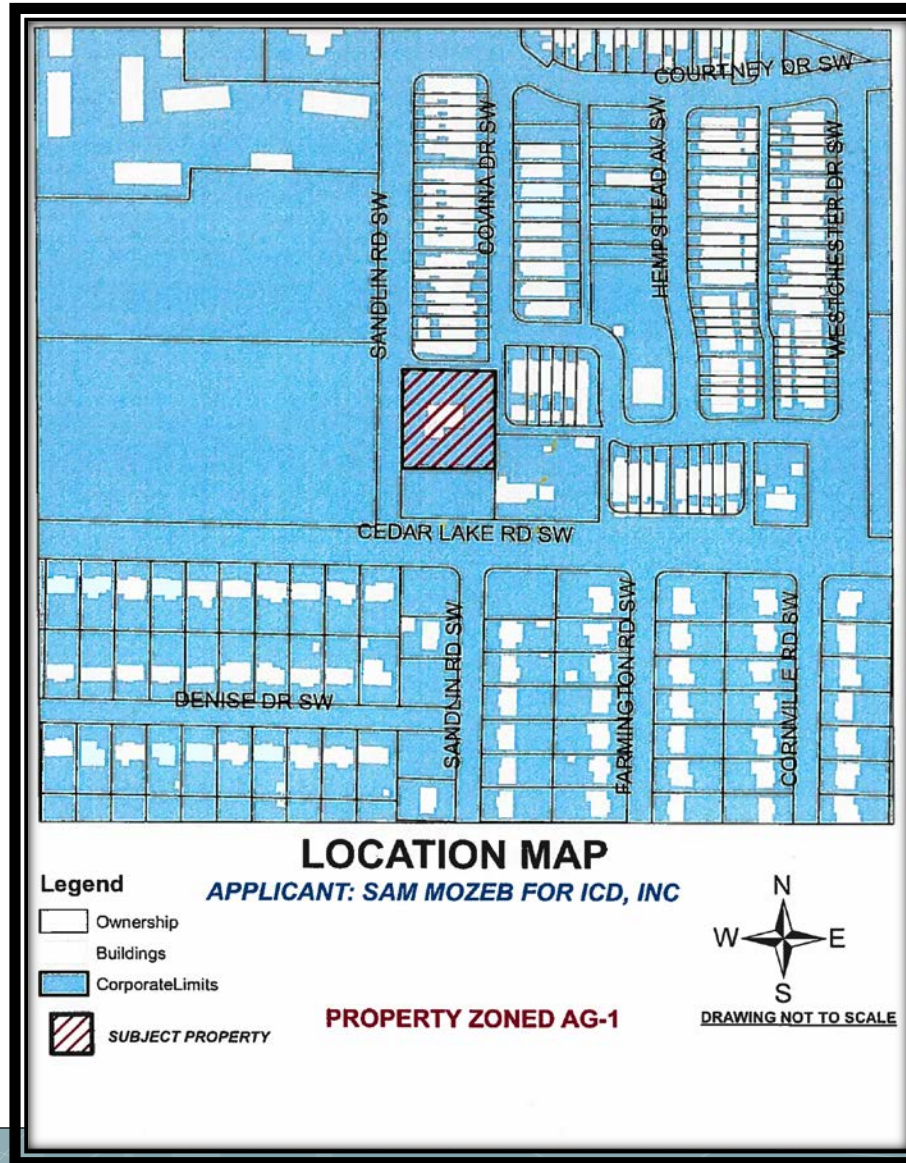 COURTNEY DR SW
SANDLIN RD SW
COVINA DR SW
HEMPSTEAD AV SW
WESTCHESTER DR SW
CEDAR LAKE RD SW
DENISE DR SW
SANDLIN RD SW
FARMINGTON RD SW
CORNVILLE RD SW
LOCATION MAP
APPLICANT: SAM MOZEB FOR ICD, INC
Legend
Ownership
Buildings
CorporateLimits
SUBJECT PROPERTY
PROPERTY ZONED AG-1
N
W E
S
DRAWING NOT TO SCALE